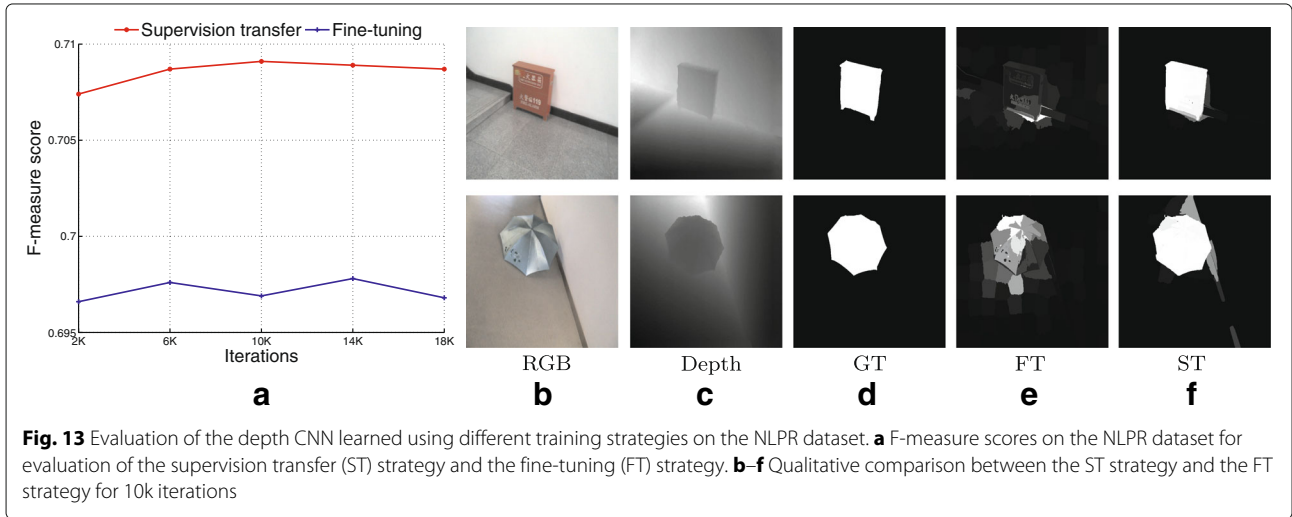 Supervision transfer Fine-tuning
0.71
0.705
0.7
0.695
F-measure score
2K 6K 10K 14K 18K
Iterations
RGB Depth GT FT ST
a b c d e f
Fig. 13 Evaluation of the depth CNN learned using different training strategies on the NLPR dataset. a F-measure scores on the NLPR dataset for
evaluation of the supervision transfer (ST) strategy and the fine-tuning (FT) strategy. b–f Qualitative comparison between the ST strategy and the FT
strategy for 10k iterations